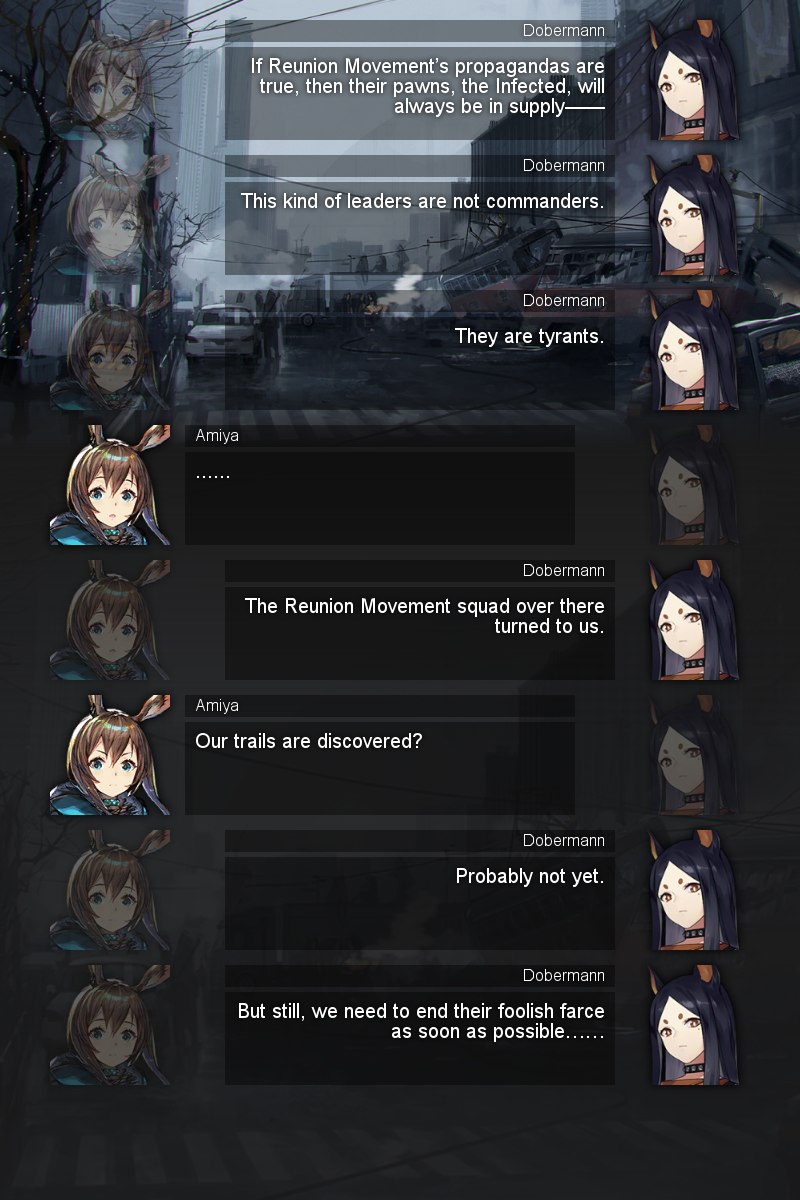 Dobermann
If Reunion Movement's propagandas are
true, then their pawns, the Infected, will
always be in supply——
Dobermann
This kind of leaders are not commanders.
Dobermann
They are tyrants.
Amiya
……
Dobermann
The Reunion Movement squad over there
turned to us.
Amiya
Our trails are discovered?
Dobermann
Probably not yet.
Dobermann
But still, we need to end their foolish farce
as soon as possible……